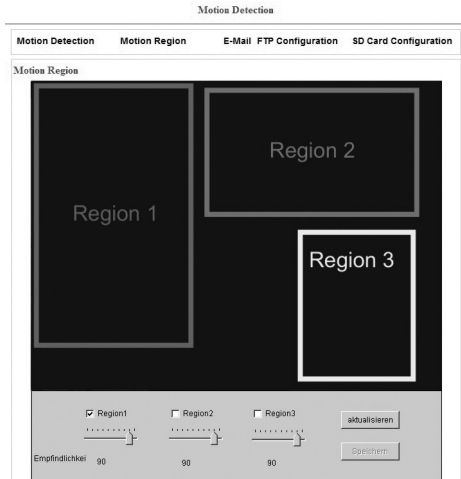 Motion Detection
Motion Detection Motion Region E-Mail FTP Configuration SD Card Configuration
Motion Region
Region 1
Region 2
Region 3
Region1 Region2 Region3 aktualisieren
Speichern
Empfindlichkei 90 90 90